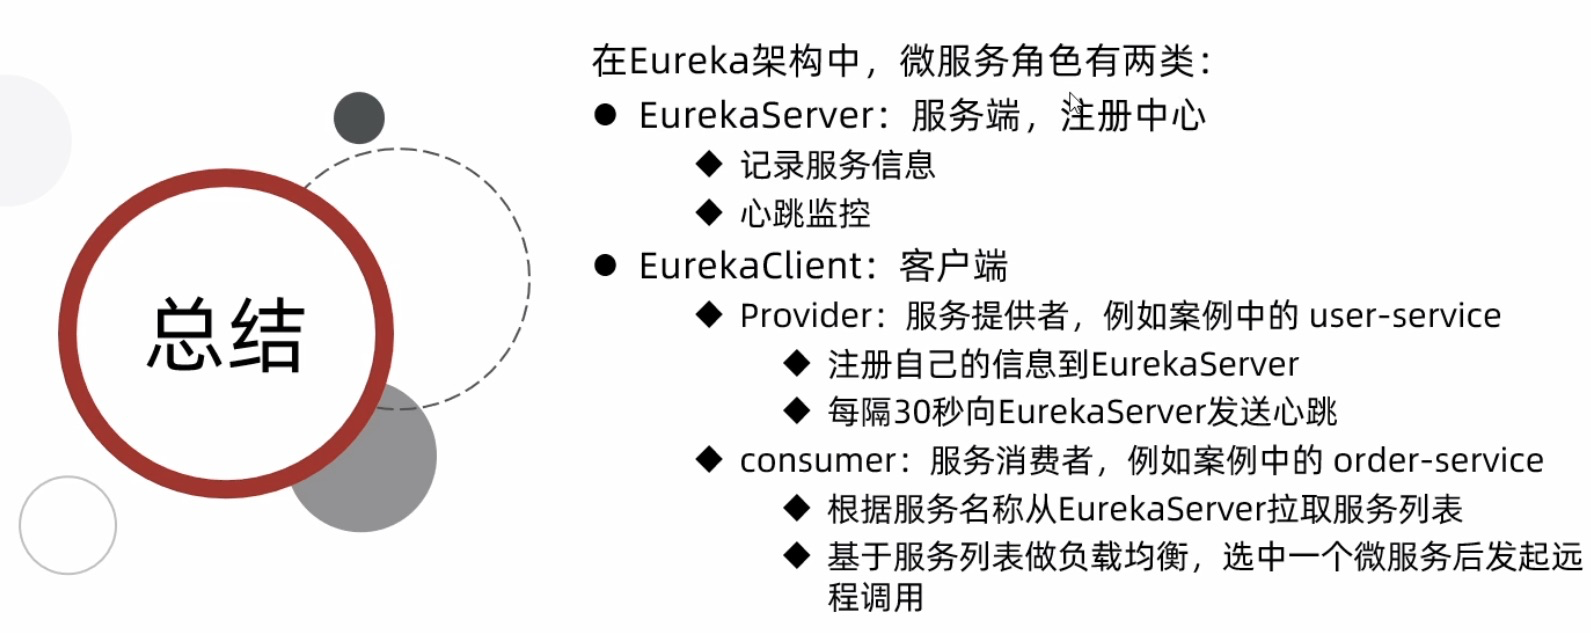 总结
在Eureka架构中，微服务角色有两类：
EurekaServer：服务端，注册中心
记录服务信息
心跳监控
EurekaClient：客户端
Provider：服务提供者，例如案例中的 user-service
注册自己的信息到EurekaServer
每隔30秒向EurekaServer发送心跳
consumer：服务消费者，例如案例中的 order-service
根据服务名称从EurekaServer拉取服务列表
基于服务列表做负载均衡，选中一个微服务后发起远
程调用